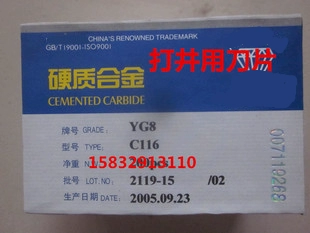 CHINA'S RENOWNED TRADEMARK
GB/T19001-ISO9001
打井用刀片
硬质合金
CEMENTED CARBIDE
牌号 GRADE: YG8
型号 TYPE: C116
净重 N.W.
15832013110
批号 LOT.NO: 2119-15 /02
生产日期 DATE: 2005.09.23